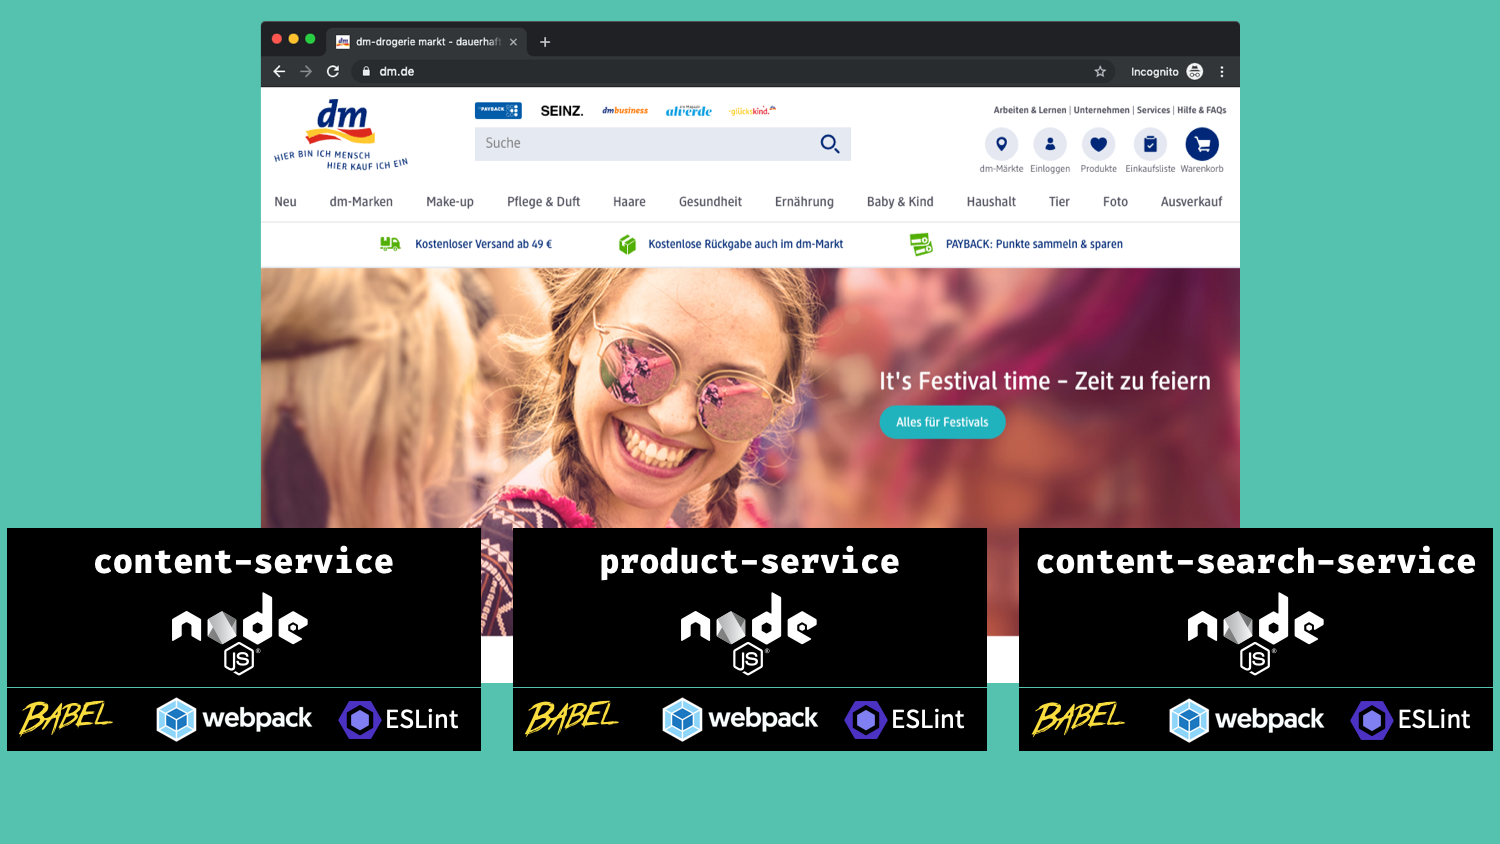 dm-drogerie markt - dauerhaft
dm.de
Incognito
dm
HIER BIN ICH MENSCH
HIER KAUF ICH EIN
PAYBACK
SEINZ.
dmbusiness
alverde
glückskind.
Arbeiten & Lernen | Unternehmen | Services | Hilfe & FAQs
Suche
dm-Märkte Einloggen Produkte Einkaufsliste Warenkorb
Neu dm-Marken Make-up Pflege & Duft Haare Gesundheit Ernährung Baby & Kind Haushalt Tier Foto Ausverkauf
Kostenloser Versand ab 49 € Kostenlose Rückgabe auch im dm-Markt PAYBACK: Punkte sammeln & sparen
It's Festival time - Zeit zu feiern
Alles für Festivals
content-service
node
JS
BABEL webpack ESLint
product-service
node
JS
BABEL webpack ESLint
content-search-service
node
JS
BABEL webpack ESLint